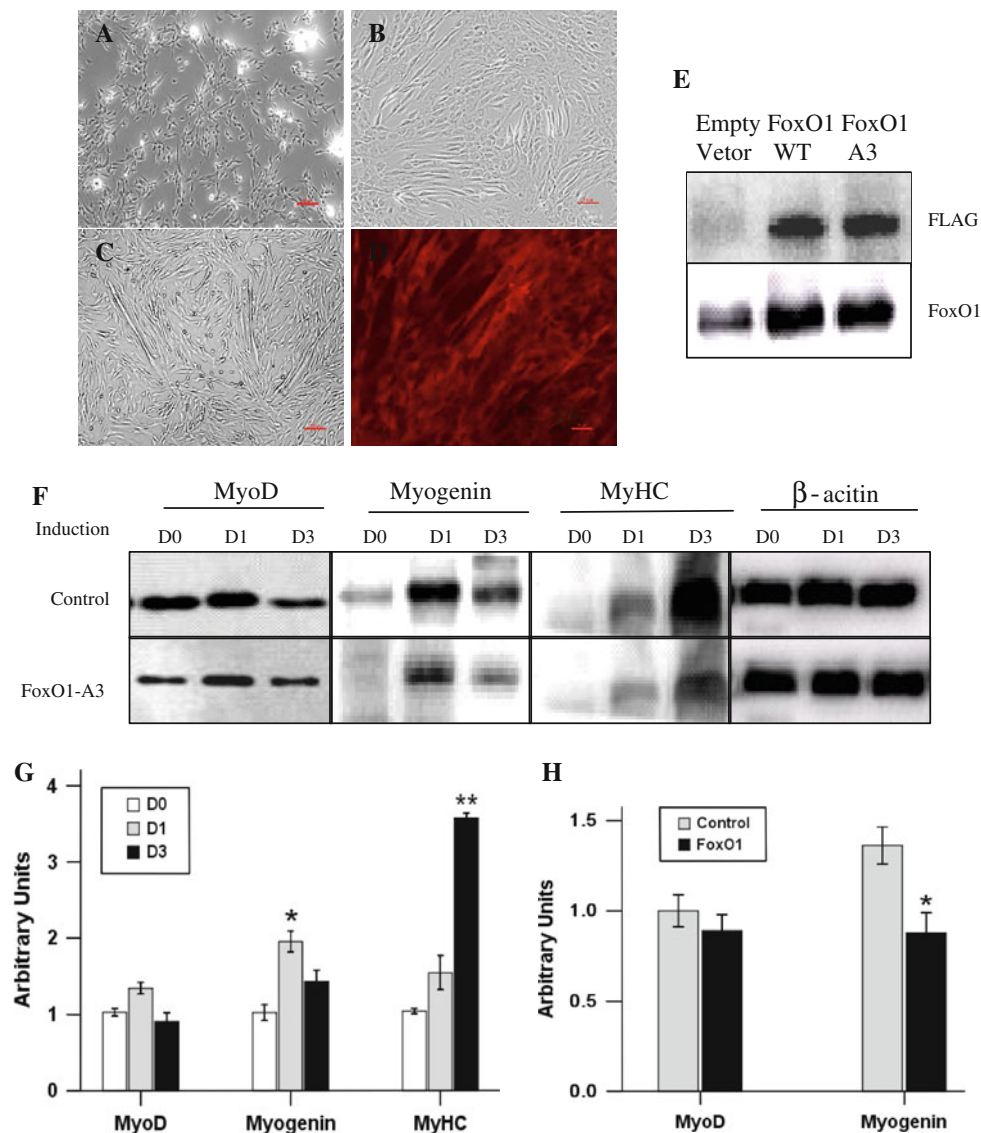 A
B
C
D
E
Empty FoxO1 FoxO1
Vetor WT A3
FLAG
FoxO1
F
MyoD Myogenin MyHC β-acitin
Induction D0 D1 D3 D0 D1 D3 D0 D1 D3 D0 D1 D3
Control
FoxO1-A3
G
Arbitrary Units
4
3
2
1
0
D0
D1
D3
*
**
MyoD Myogenin MyHC
H
Arbitrary Units
1.5
1.0
0.5
0.0
Control
FoxO1
*
MyoD Myogenin